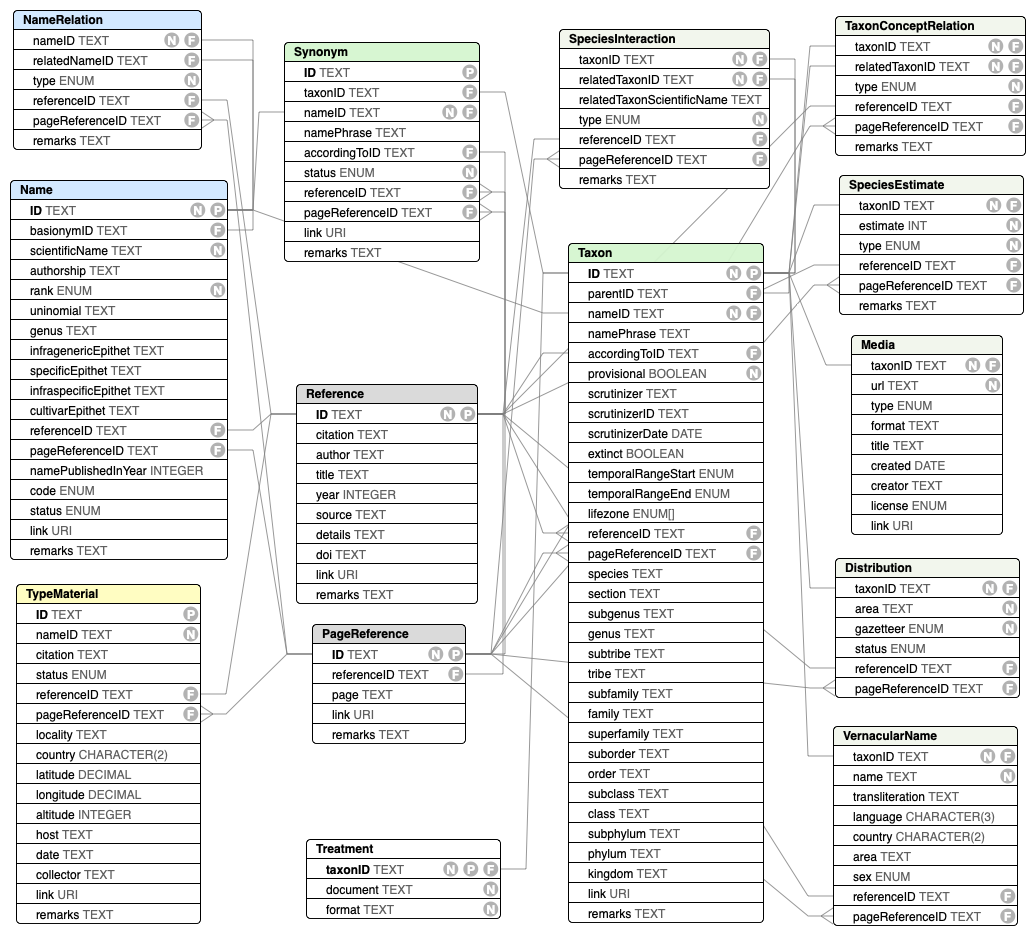 NameRelation
nameID TEXT N F
relatedNameID TEXT F
type ENUM N
referenceID TEXT F
pageReferenceID TEXT F
remarks TEXT
Name
ID TEXT N P
basionymID TEXT F
scientificName TEXT N
authorship TEXT
rank ENUM N
uninomial TEXT
genus TEXT
infragenericEpithet TEXT
specificEpithet TEXT
infraspecificEpithet TEXT
cultivarEpithet TEXT
referenceID TEXT F
pageReferenceID TEXT F
namePublishedInYear INTEGER
code ENUM
status ENUM
link URI
remarks TEXT
TypeMaterial
ID TEXT P
nameID TEXT N
citation TEXT
status ENUM
referenceID TEXT F
pageReferenceID TEXT F
locality TEXT
country CHARACTER(2)
latitude DECIMAL
longitude DECIMAL
altitude INTEGER
host TEXT
date TEXT
collector TEXT
link URI
remarks TEXT
Synonym
ID TEXT P
taxonID TEXT F
nameID TEXT N F
namePhrase TEXT
accordingToID TEXT F
status ENUM N
referenceID TEXT F
pageReferenceID TEXT F
link URI
remarks TEXT
Reference
ID TEXT N P
citation TEXT
author TEXT
title TEXT
year INTEGER
source TEXT
details TEXT
doi TEXT
link URI
remarks TEXT
PageReference
ID TEXT N P
referenceID TEXT F
page TEXT
link URI
remarks TEXT
Treatment
taxonID TEXT N P F
document TEXT N
format TEXT N
SpeciesInteraction
taxonID TEXT N F
relatedTaxonID TEXT N F
relatedTaxonScientificName TEXT
type ENUM N
referenceID TEXT F
pageReferenceID TEXT F
remarks TEXT
Taxon
ID TEXT N P
parentID TEXT F
nameID TEXT N F
namePhrase TEXT
accordingToID TEXT F
provisional BOOLEAN N
scrutinizer TEXT
scrutinizerID TEXT
scrutinizerDate DATE
extinct BOOLEAN
temporalRangeStart ENUM
temporalRangeEnd ENUM
lifezone ENUM[]
referenceID TEXT F
pageReferenceID TEXT F
species TEXT
section TEXT
subgenus TEXT
genus TEXT
subtribe TEXT
tribe TEXT
subfamily TEXT
family TEXT
superfamily TEXT
suborder TEXT
order TEXT
subclass TEXT
class TEXT
subphylum TEXT
phylum TEXT
kingdom TEXT
link URI
remarks TEXT
TaxonConceptRelation
taxonID TEXT N F
relatedTaxonID TEXT N F
type ENUM N
referenceID TEXT F
pageReferenceID TEXT F
remarks TEXT
SpeciesEstimate
taxonID TEXT N F
estimate INT N
type ENUM N
referenceID TEXT F
pageReferenceID TEXT F
remarks TEXT
Media
taxonID TEXT N F
url TEXT N
type ENUM
format TEXT
title TEXT
created DATE
creator TEXT
license ENUM
link URI
Distribution
taxonID TEXT N F
area TEXT N
gazetteer ENUM N
status ENUM
referenceID TEXT F
pageReferenceID TEXT F
VernacularName
taxonID TEXT N F
name TEXT N
transliteration TEXT
language CHARACTER(3)
country CHARACTER(2)
area TEXT
sex ENUM
referenceID TEXT F
pageReferenceID TEXT F